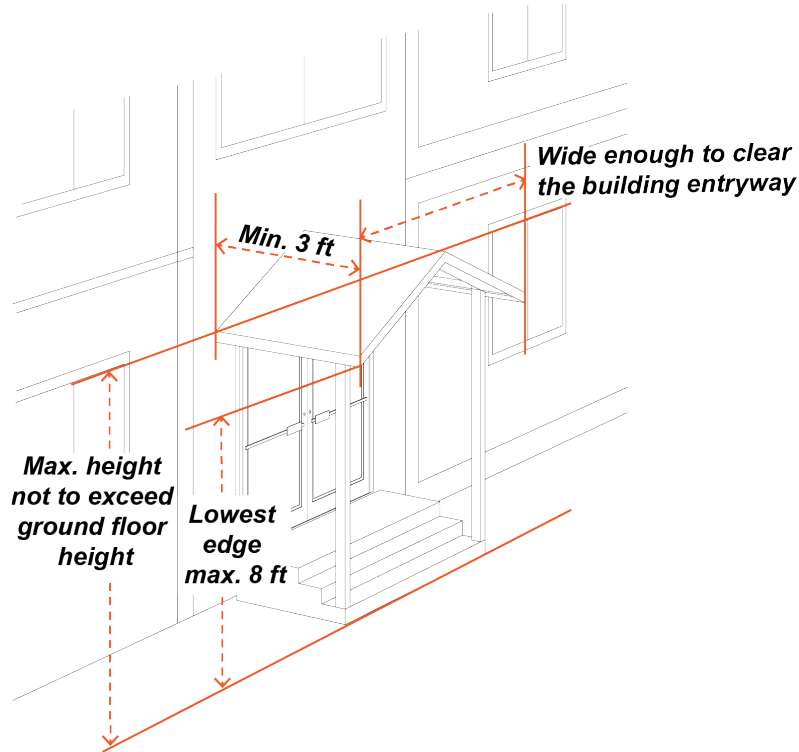 Wide enough to clear
the building entryway
Min. 3 ft
Max. height
not to exceed
ground floor
height
Lowest
edge
max. 8 ft